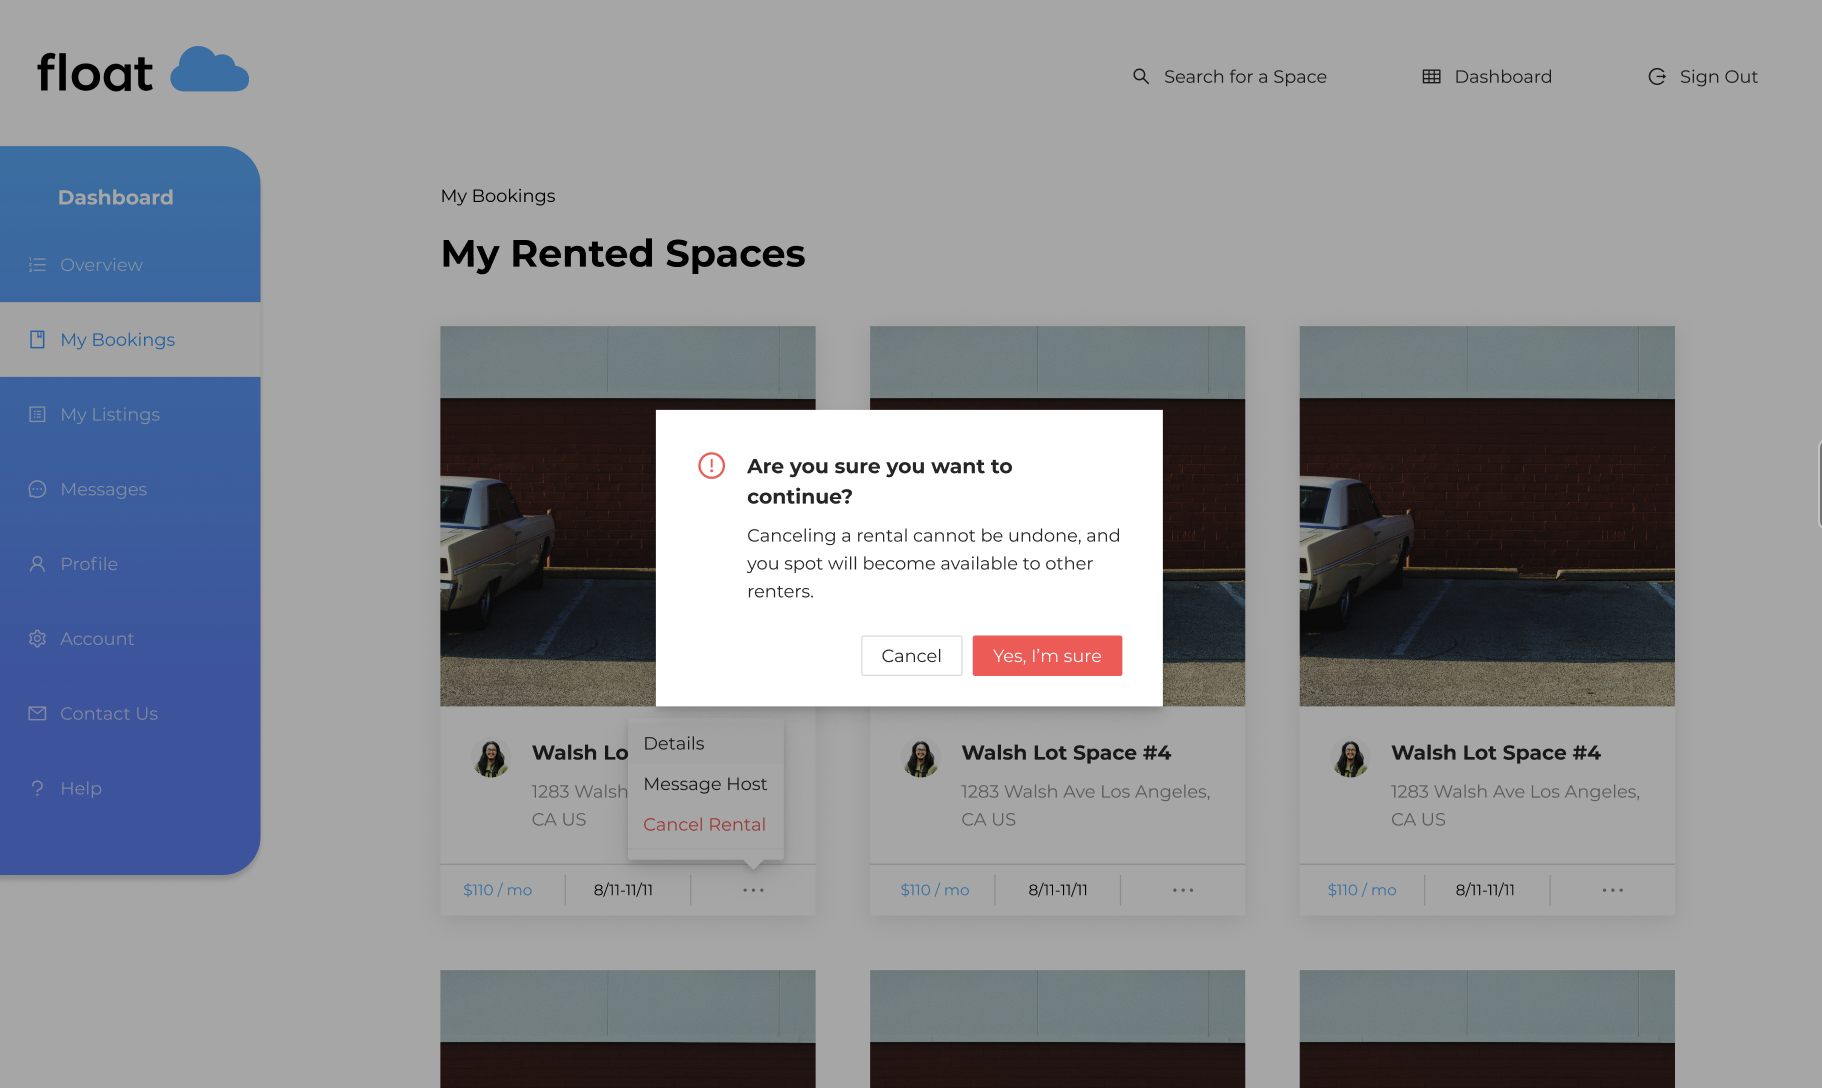 float
Search for a Space
Dashboard
Sign Out
Dashboard
Overview
My Bookings
My Listings
Messages
Profile
Account
Contact Us
? Help
My Bookings
My Rented Spaces
Are you sure you want to
continue?
Canceling a rental cannot be undone, and
you spot will become available to other
renters.
Cancel
Yes, I'm sure
Walsh Lo
1283 Walsh
CA US
Details
Message Host
Cancel Rental
$110 / mo
8/11-11/11
Walsh Lot Space #4
1283 Walsh Ave Los Angeles,
CA US
$110 / mo
8/11-11/11
Walsh Lot Space #4
1283 Walsh Ave Los Angeles,
CA US
$110 / mo
8/11-11/11